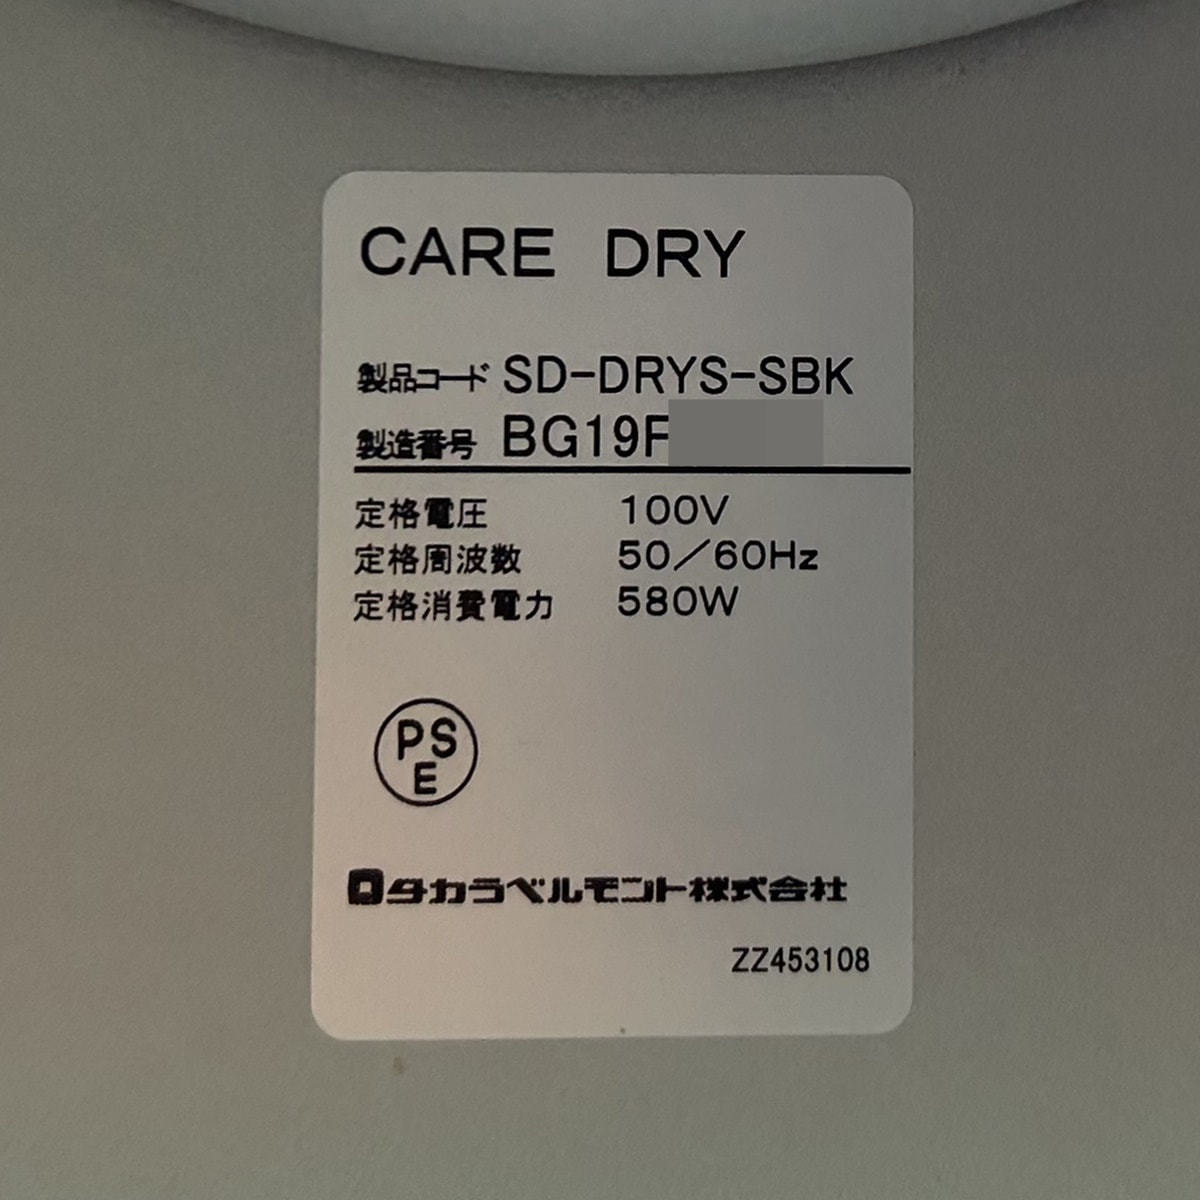 CARE DRY
製品コード SD-DRYS-SBK
製造番号 BG19F
定格電圧 100V
定格周波数 50／60Hz
定格消費電力 580W
PS
E
タカラベルモント株式会社
ZZ453108